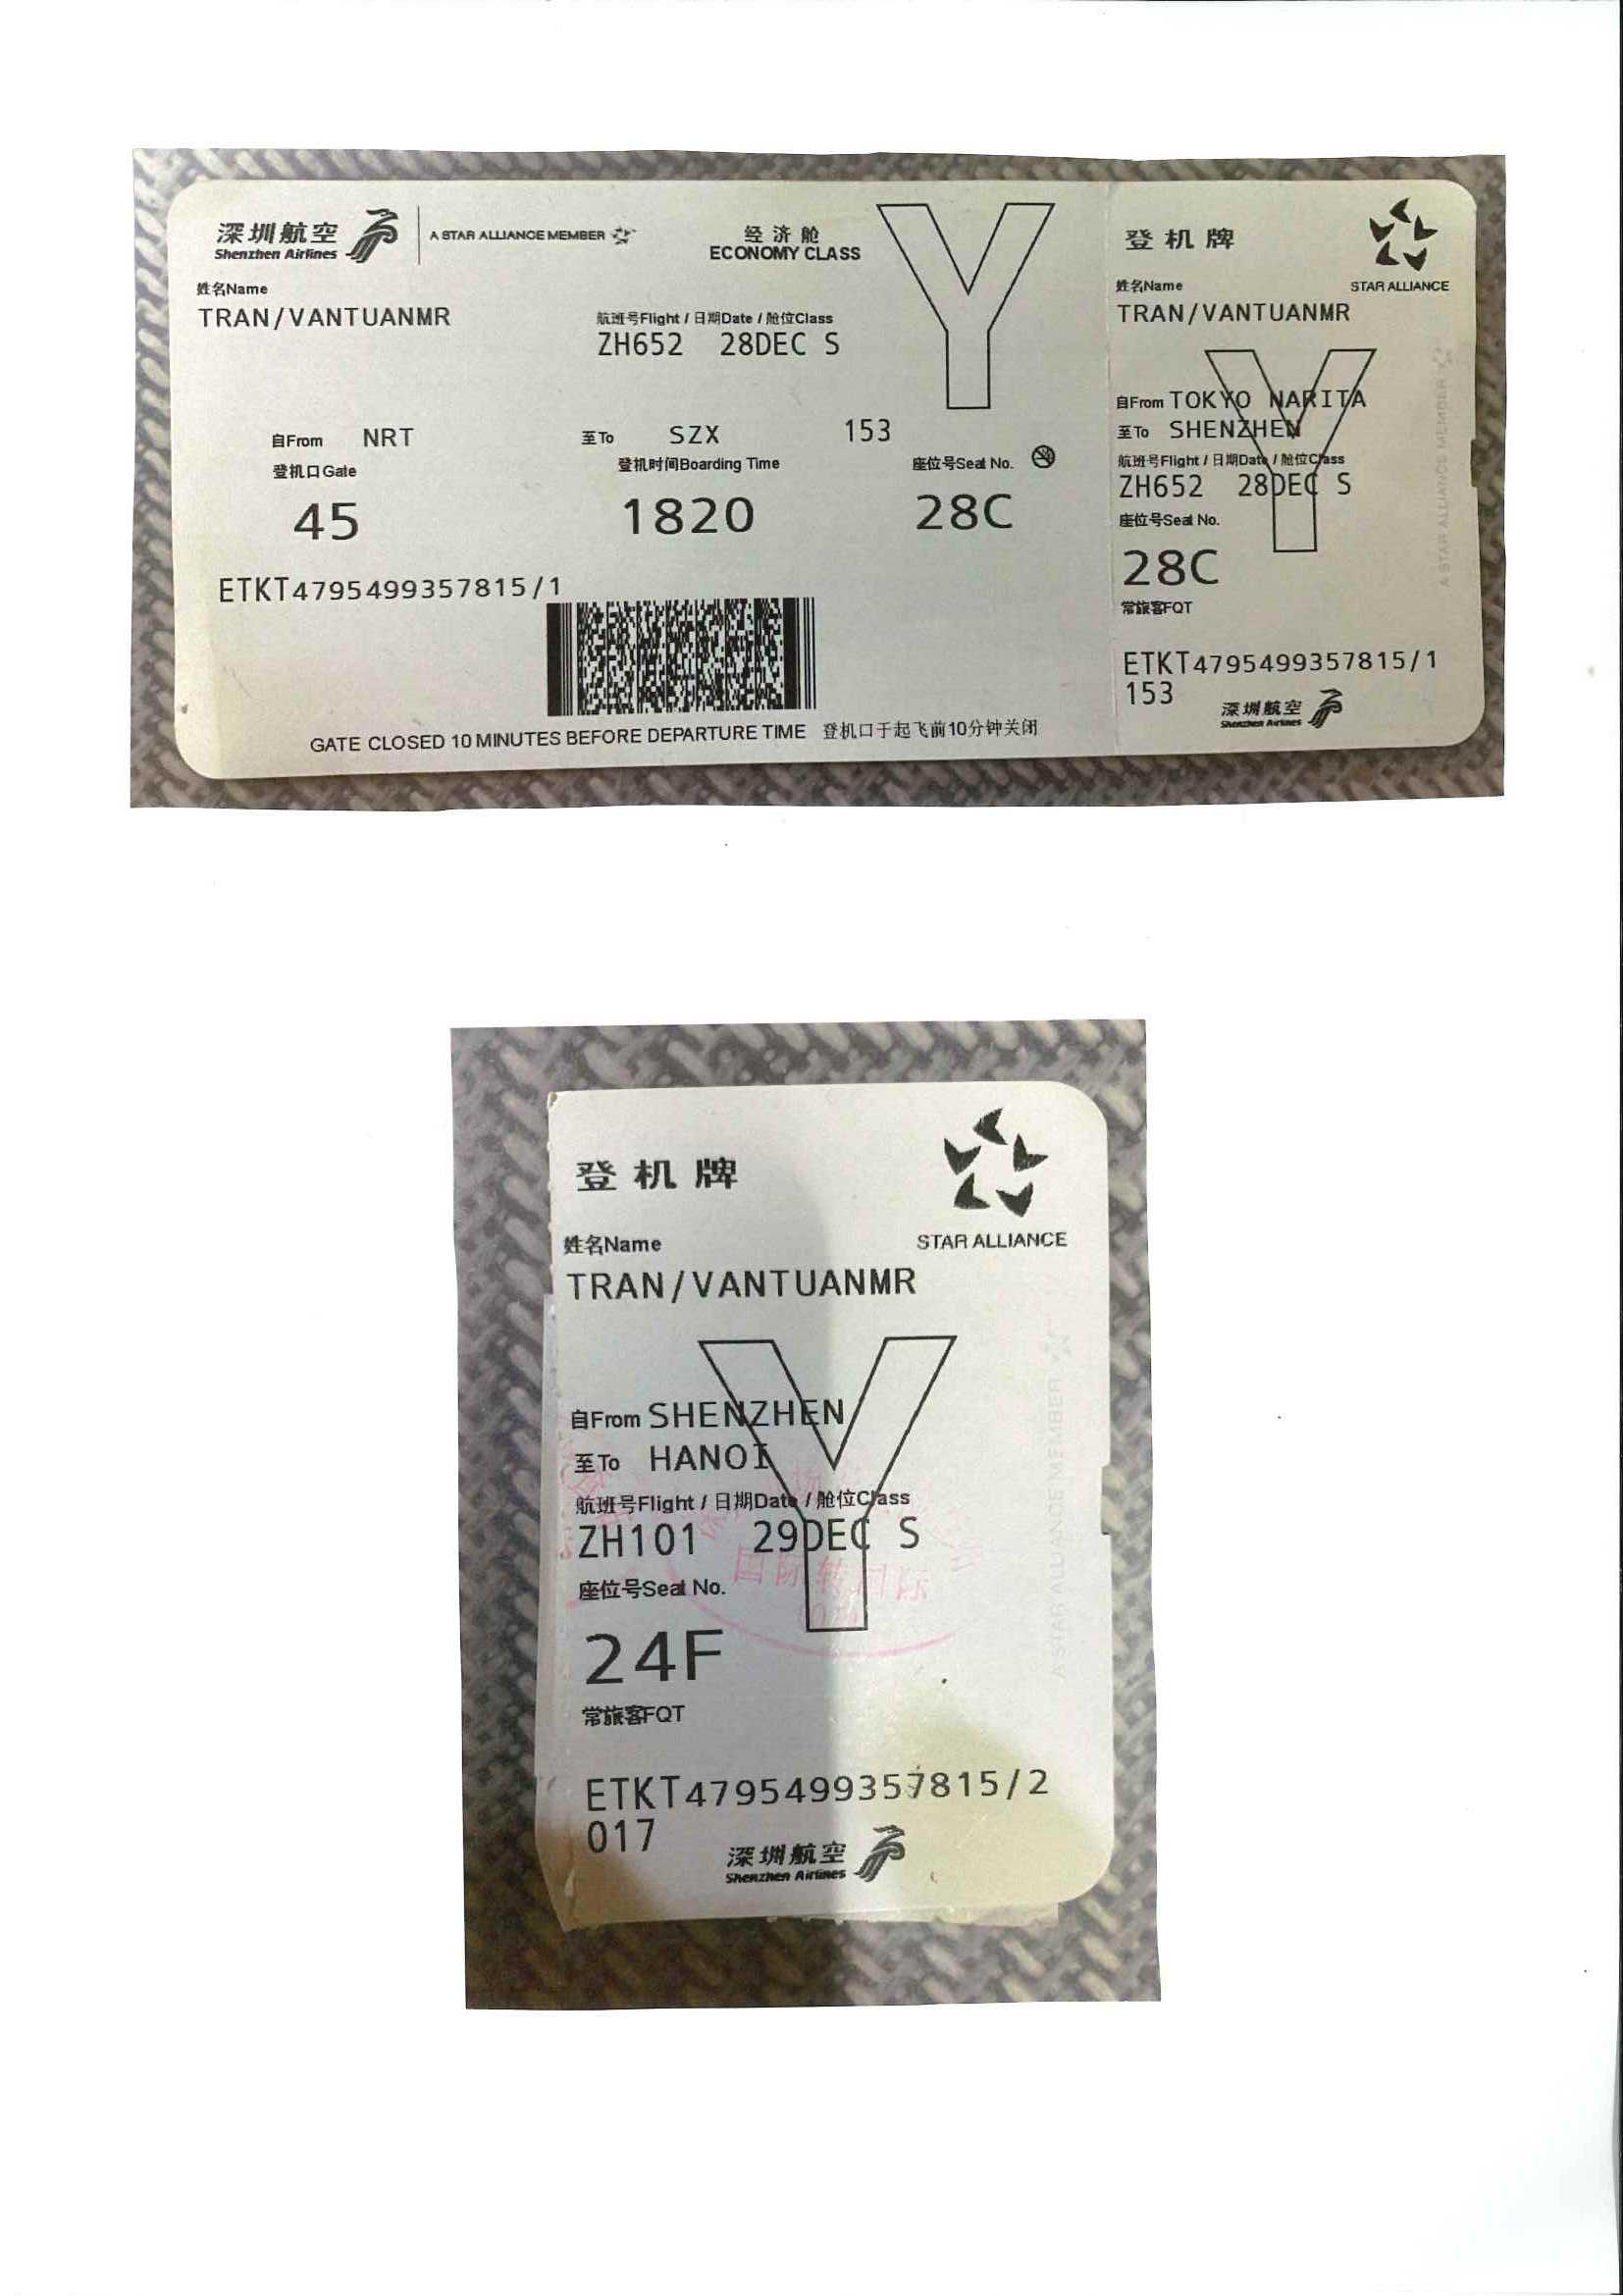 深圳航空
Shenzhen Airlines
A STAR ALLIANCE MEMBER
经济舱
ECONOMY CLASS
Y
姓名Name
TRAN/VANTUANMR
航班号Flight / 日期Date / 舱位Class
ZH652 28DEC S
自From NRT
至To SZX
153
登机口Gate
登机时间Boarding Time
座位号Seat No.
45
1820
28C
ETKT4795499357815/1
GATE CLOSED 10 MINUTES BEFORE DEPARTURE TIME 登机口于起飞前10分钟关闭
登机牌
STAR ALLIANCE
姓名Name
TRAN/VANTUANMR
Y
自From TOKYO NARITA
至To SHENZHEN
航班号Flight / 日期Date / 舱位Class
ZH652 28DEC S
座位号Seat No.
28C
常旅客FQT
ETKT4795499357815/1
153
深圳航空
Shenzhen Airlines
A STAR ALLIANCE MEMBER
登机牌
STAR ALLIANCE
姓名Name
TRAN/VANTUANMR
Y
自From SHENZHEN
至To HANOI
航班号Flight / 日期Date / 舱位Class
ZH101 29DEC S
国际转国际
座位号Seat No.
24F
常旅客FQT
ETKT4795499357815/2
017
深圳航空
Shenzhen Airlines
A STAR ALLIANCE MEMBER